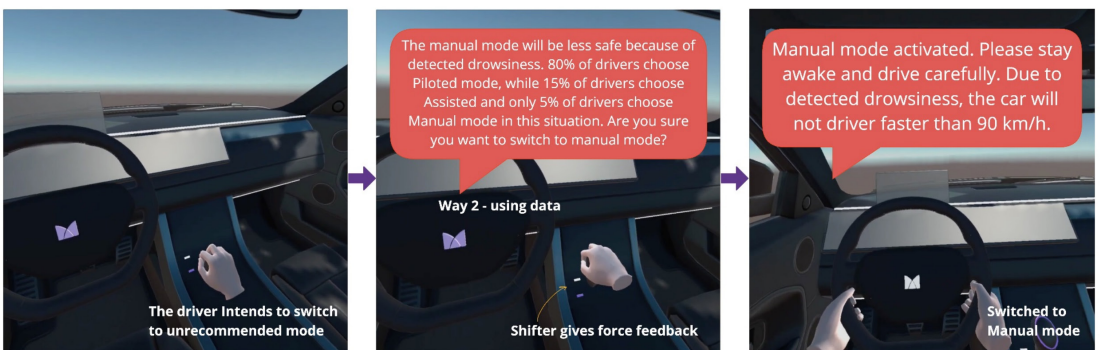 The driver Intends to switch
to unrecommended mode
The manual mode will be less safe because of
detected drowsiness. 80% of drivers choose
Piloted mode, while 15% of drivers choose
Assisted and only 5% of drivers choose
Manual mode in this situation. Are you sure
you want to switch to manual mode?
Way 2 - using data
Shifter gives force feedback
Manual mode activated. Please stay
awake and drive carefully. Due to
detected drowsiness, the car will
not driver faster than 90 km/h.
Switched to
Manual mode